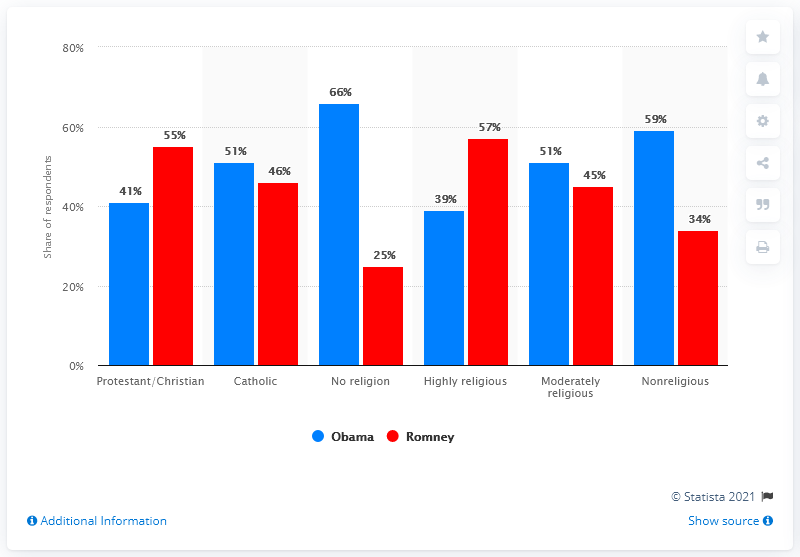 80%
60%
40%
20%
0%
Share of respondents
41%
55%
51%
46%
66%
25%
39%
57%
51%
45%
59%
34%
Protestant/Christian
Catholic
No religion
Highly religious
Moderately
religious
Nonreligious
Obama
Romney
© Statista 2021
Additional Information
Show source